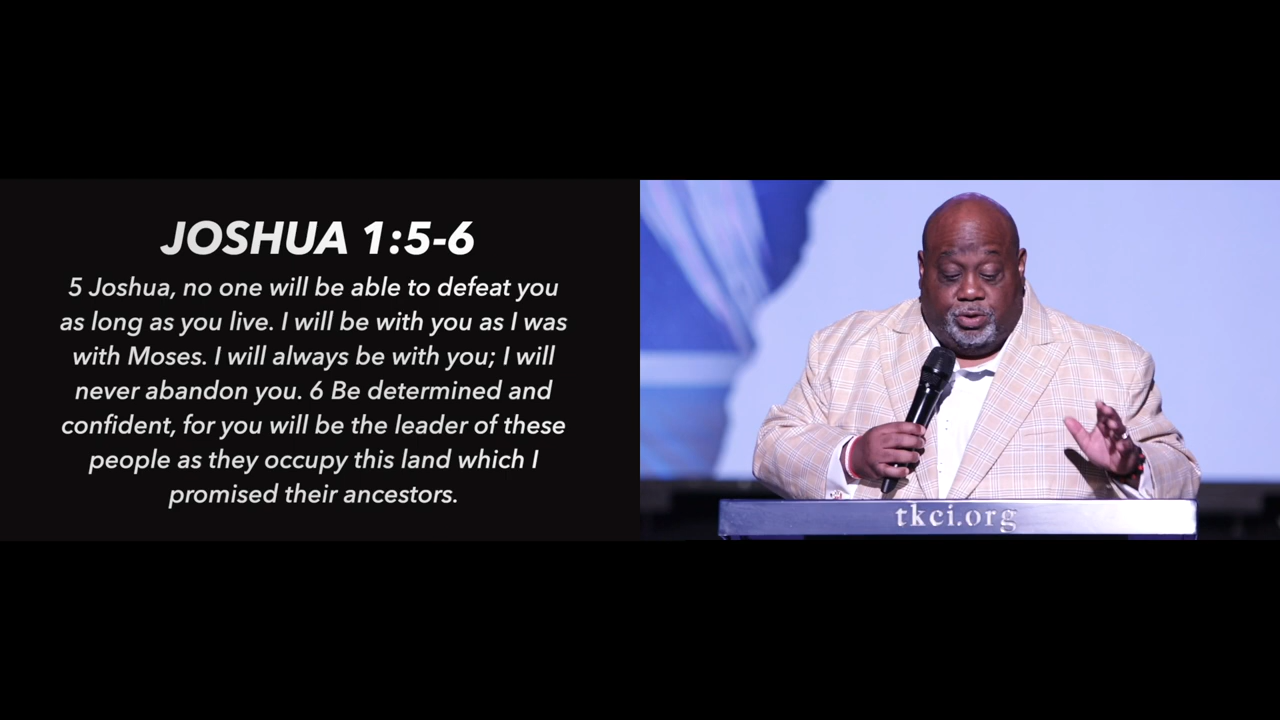 JOSHUA 1:5-6
5 Joshua, no one will be able to defeat you
as long as you live. I will be with you as I was
with Moses. I will always be with you; I will
never abandon you. 6 Be determined and
confident, for you will be the leader of these
people as they occupy this land which I
promised their ancestors.
tkci.org